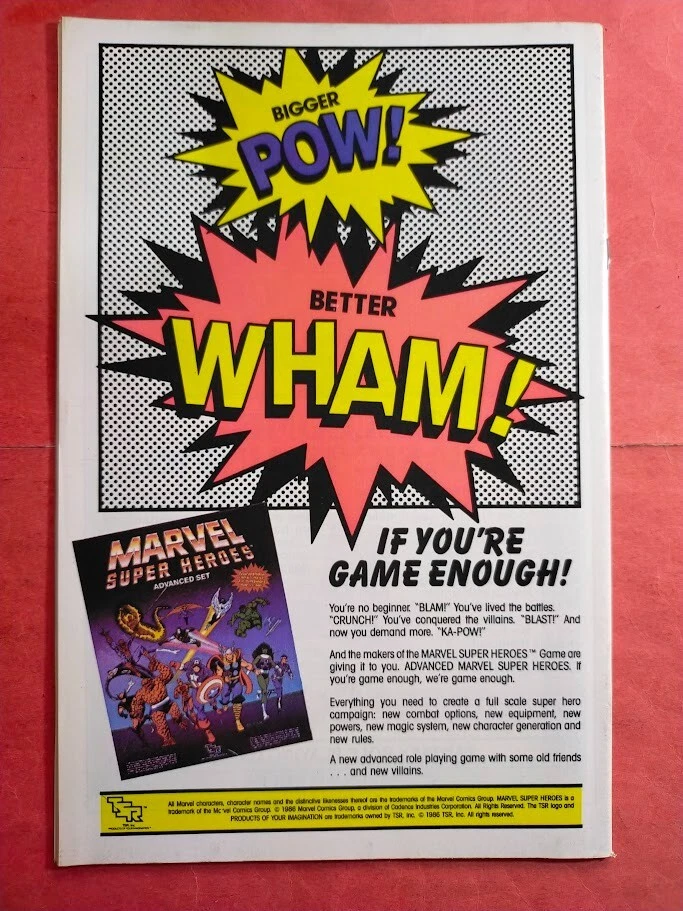 BIGGER
POW!
BETTER
WHAM!
MARVEL
SUPER HEROES
ADVANCED SET
IF YOU'RE
GAME ENOUGH!
You're no beginner. "BLAM!" You've lived the battles.
"CRUNCH!" You've conquered the villains. "BLAST!" And
now you demand more. "KA-POW!"
And the makers of the MARVEL SUPER HEROES™ Game are
giving it to you. ADVANCED MARVEL SUPER HEROES. If
you're game enough, we're game enough.
Everything you need to create a full scale super hero
campaign: new combat options, new equipment, new
powers, new magic system, new character generation and
new rules.
A new advanced role playing game with some old friends
. . . and new villains.
TSR
TSR, Inc.
PRODUCTS OF YOUR IMAGINATION™
All Marvel characters, character names and the distinctive likenesses thereof are the trademarks of the Marvel Comics Group. MARVEL SUPER HEROES is a
trademark of the Marvel Comics Group. © 1986 Marvel Comics Group, a division of Cadence Industries Corporation. All Rights Reserved. The TSR logo and
PRODUCTS OF YOUR IMAGINATION are trademarks owned by TSR, Inc. © 1986 TSR, Inc. All rights reserved.